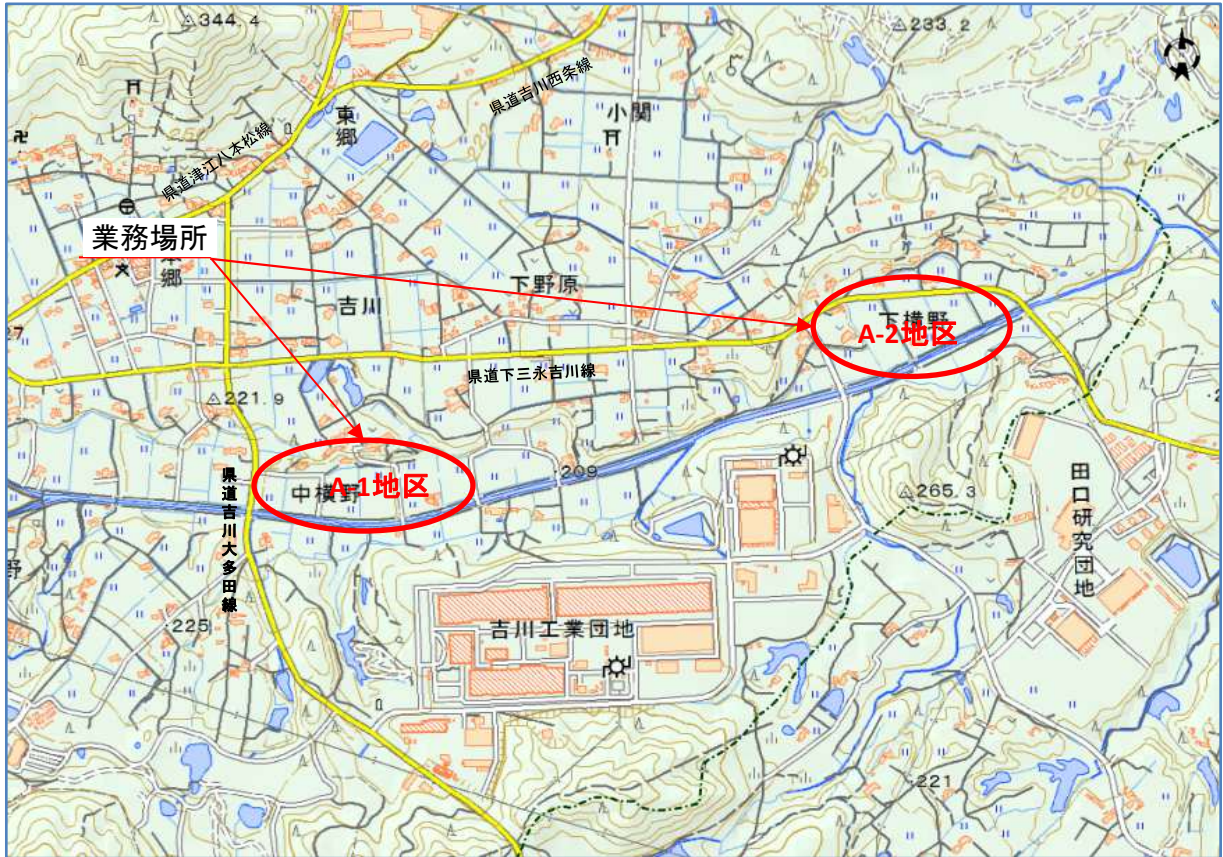 344.4
233.2
県道吉川西条線
東郷
小関
県道津江八本松線
業務場所
本郷
吉川
下野原
下横野
A-2地区
県道下三永吉川線
221.9
中横野
A-1地区
209
265.3
県道吉川大多田線
田口研究団地
野
225
吉川工業団地
221